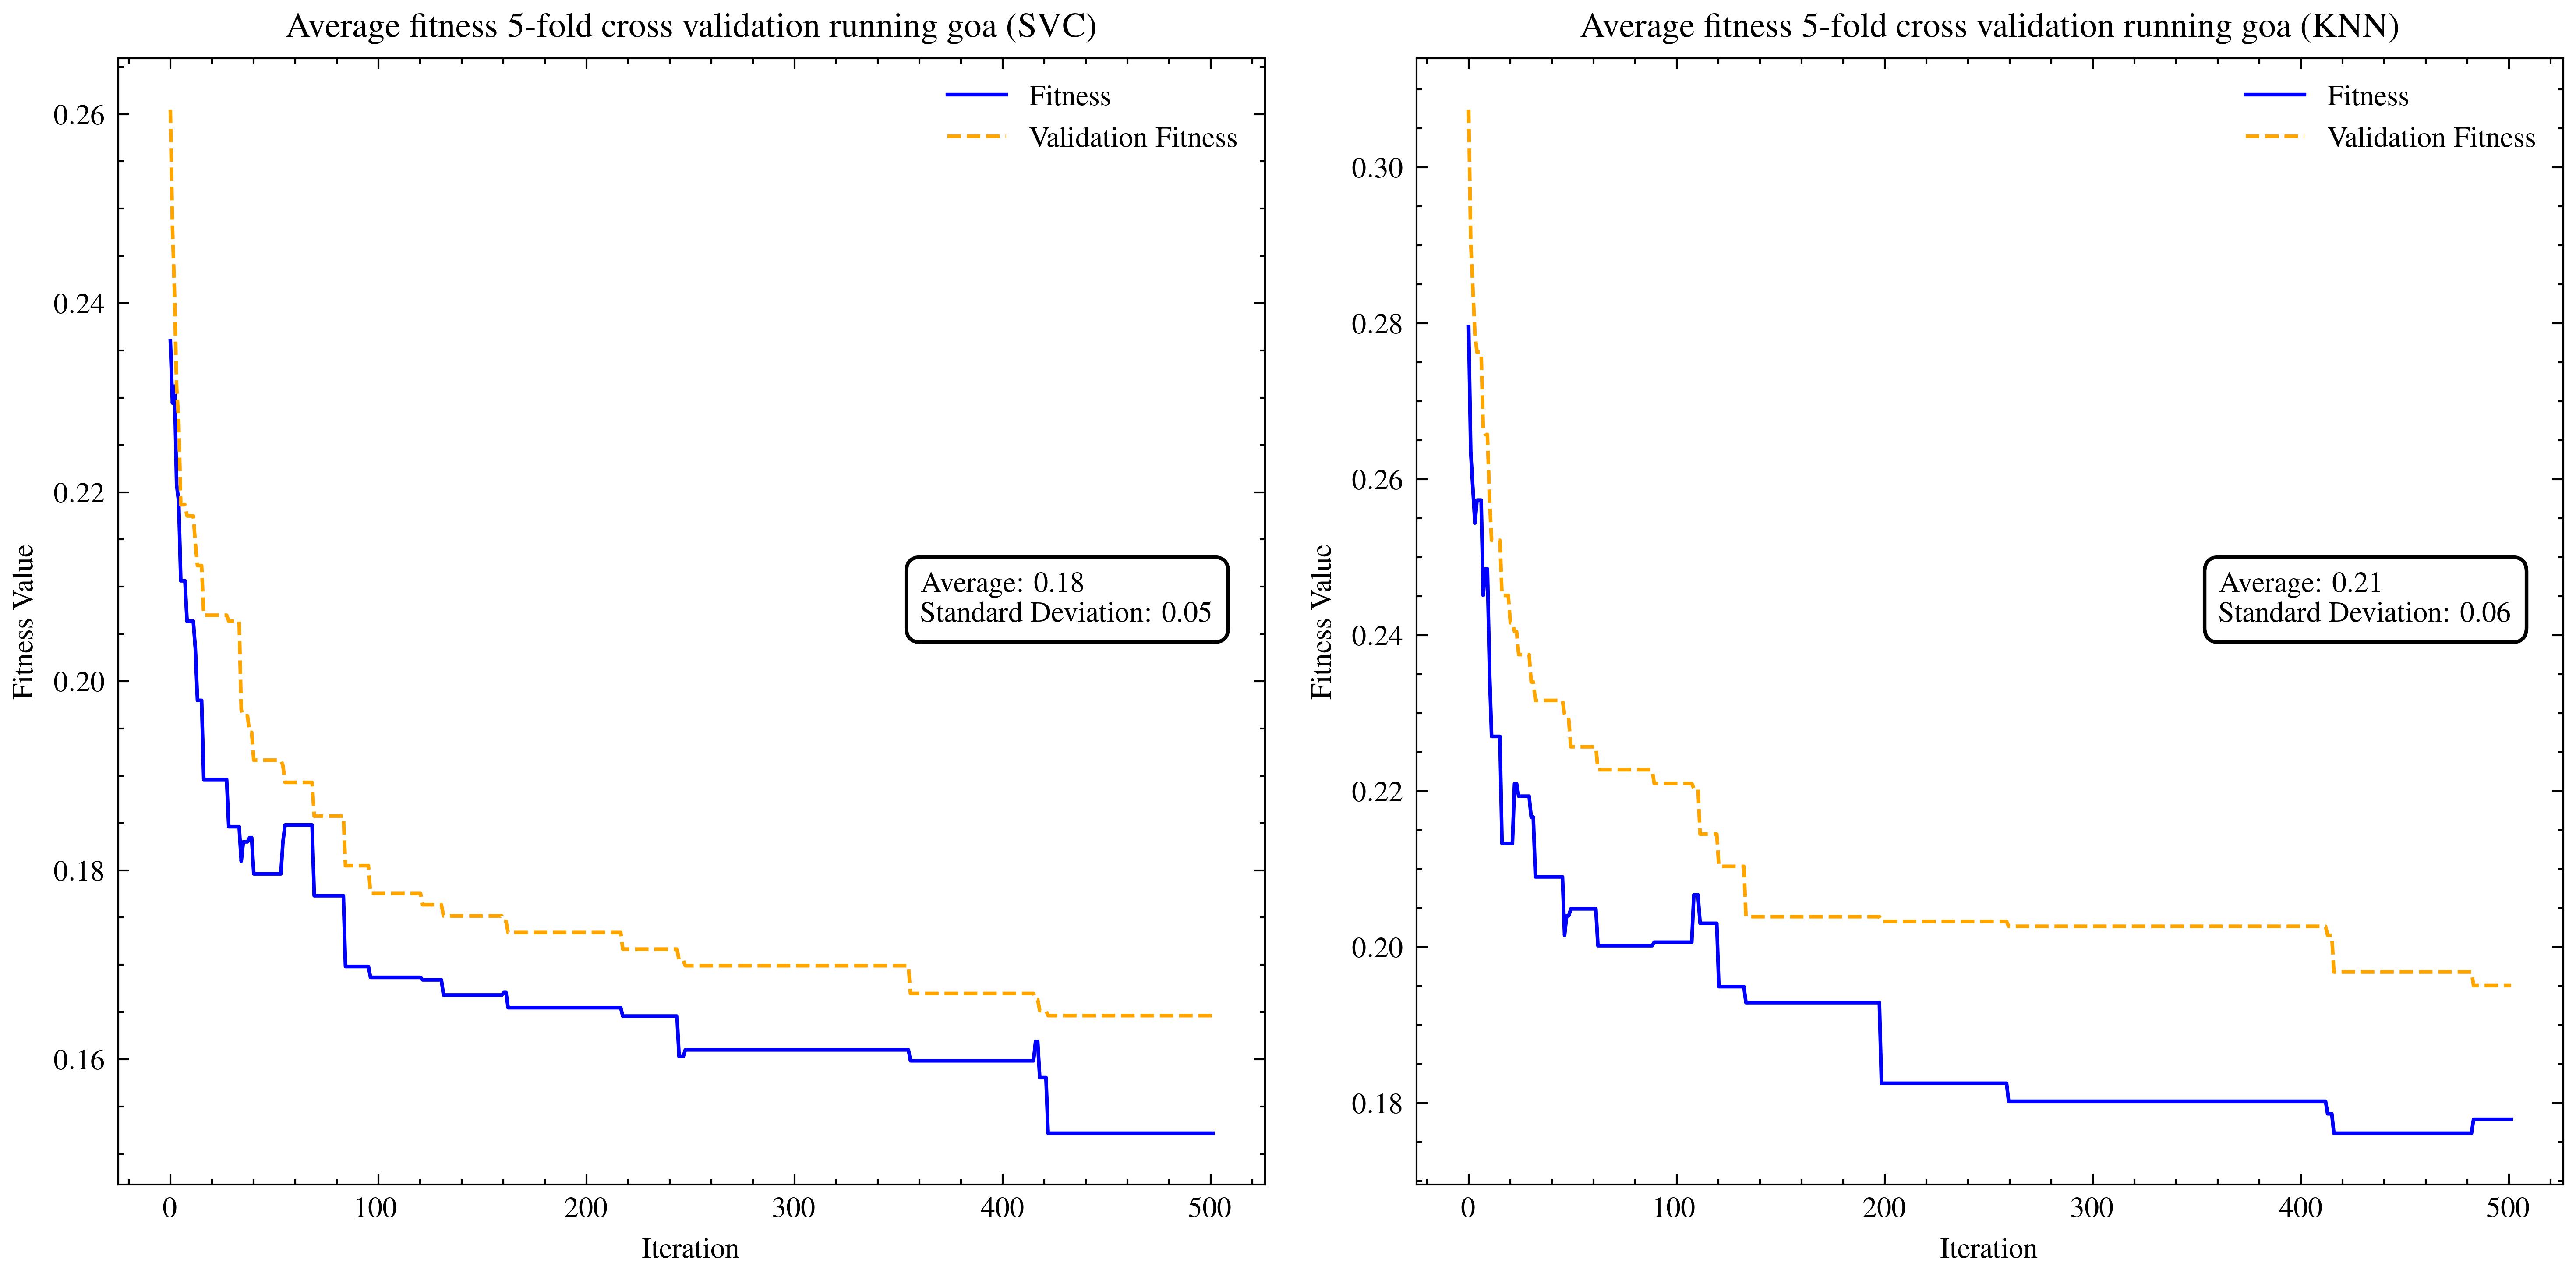 Average fitness 5-fold cross validation running goa (SVC)
Fitness
Validation Fitness
0.26
0.24
0.22
0.20
0.18
0.16
Fitness Value
Average: 0.18
Standard Deviation: 0.05
0 100 200 300 400 500
Iteration
Average fitness 5-fold cross validation running goa (KNN)
Fitness
Validation Fitness
0.30
0.28
0.26
0.24
0.22
0.20
0.18
Fitness Value
Average: 0.21
Standard Deviation: 0.06
0 100 200 300 400 500
Iteration